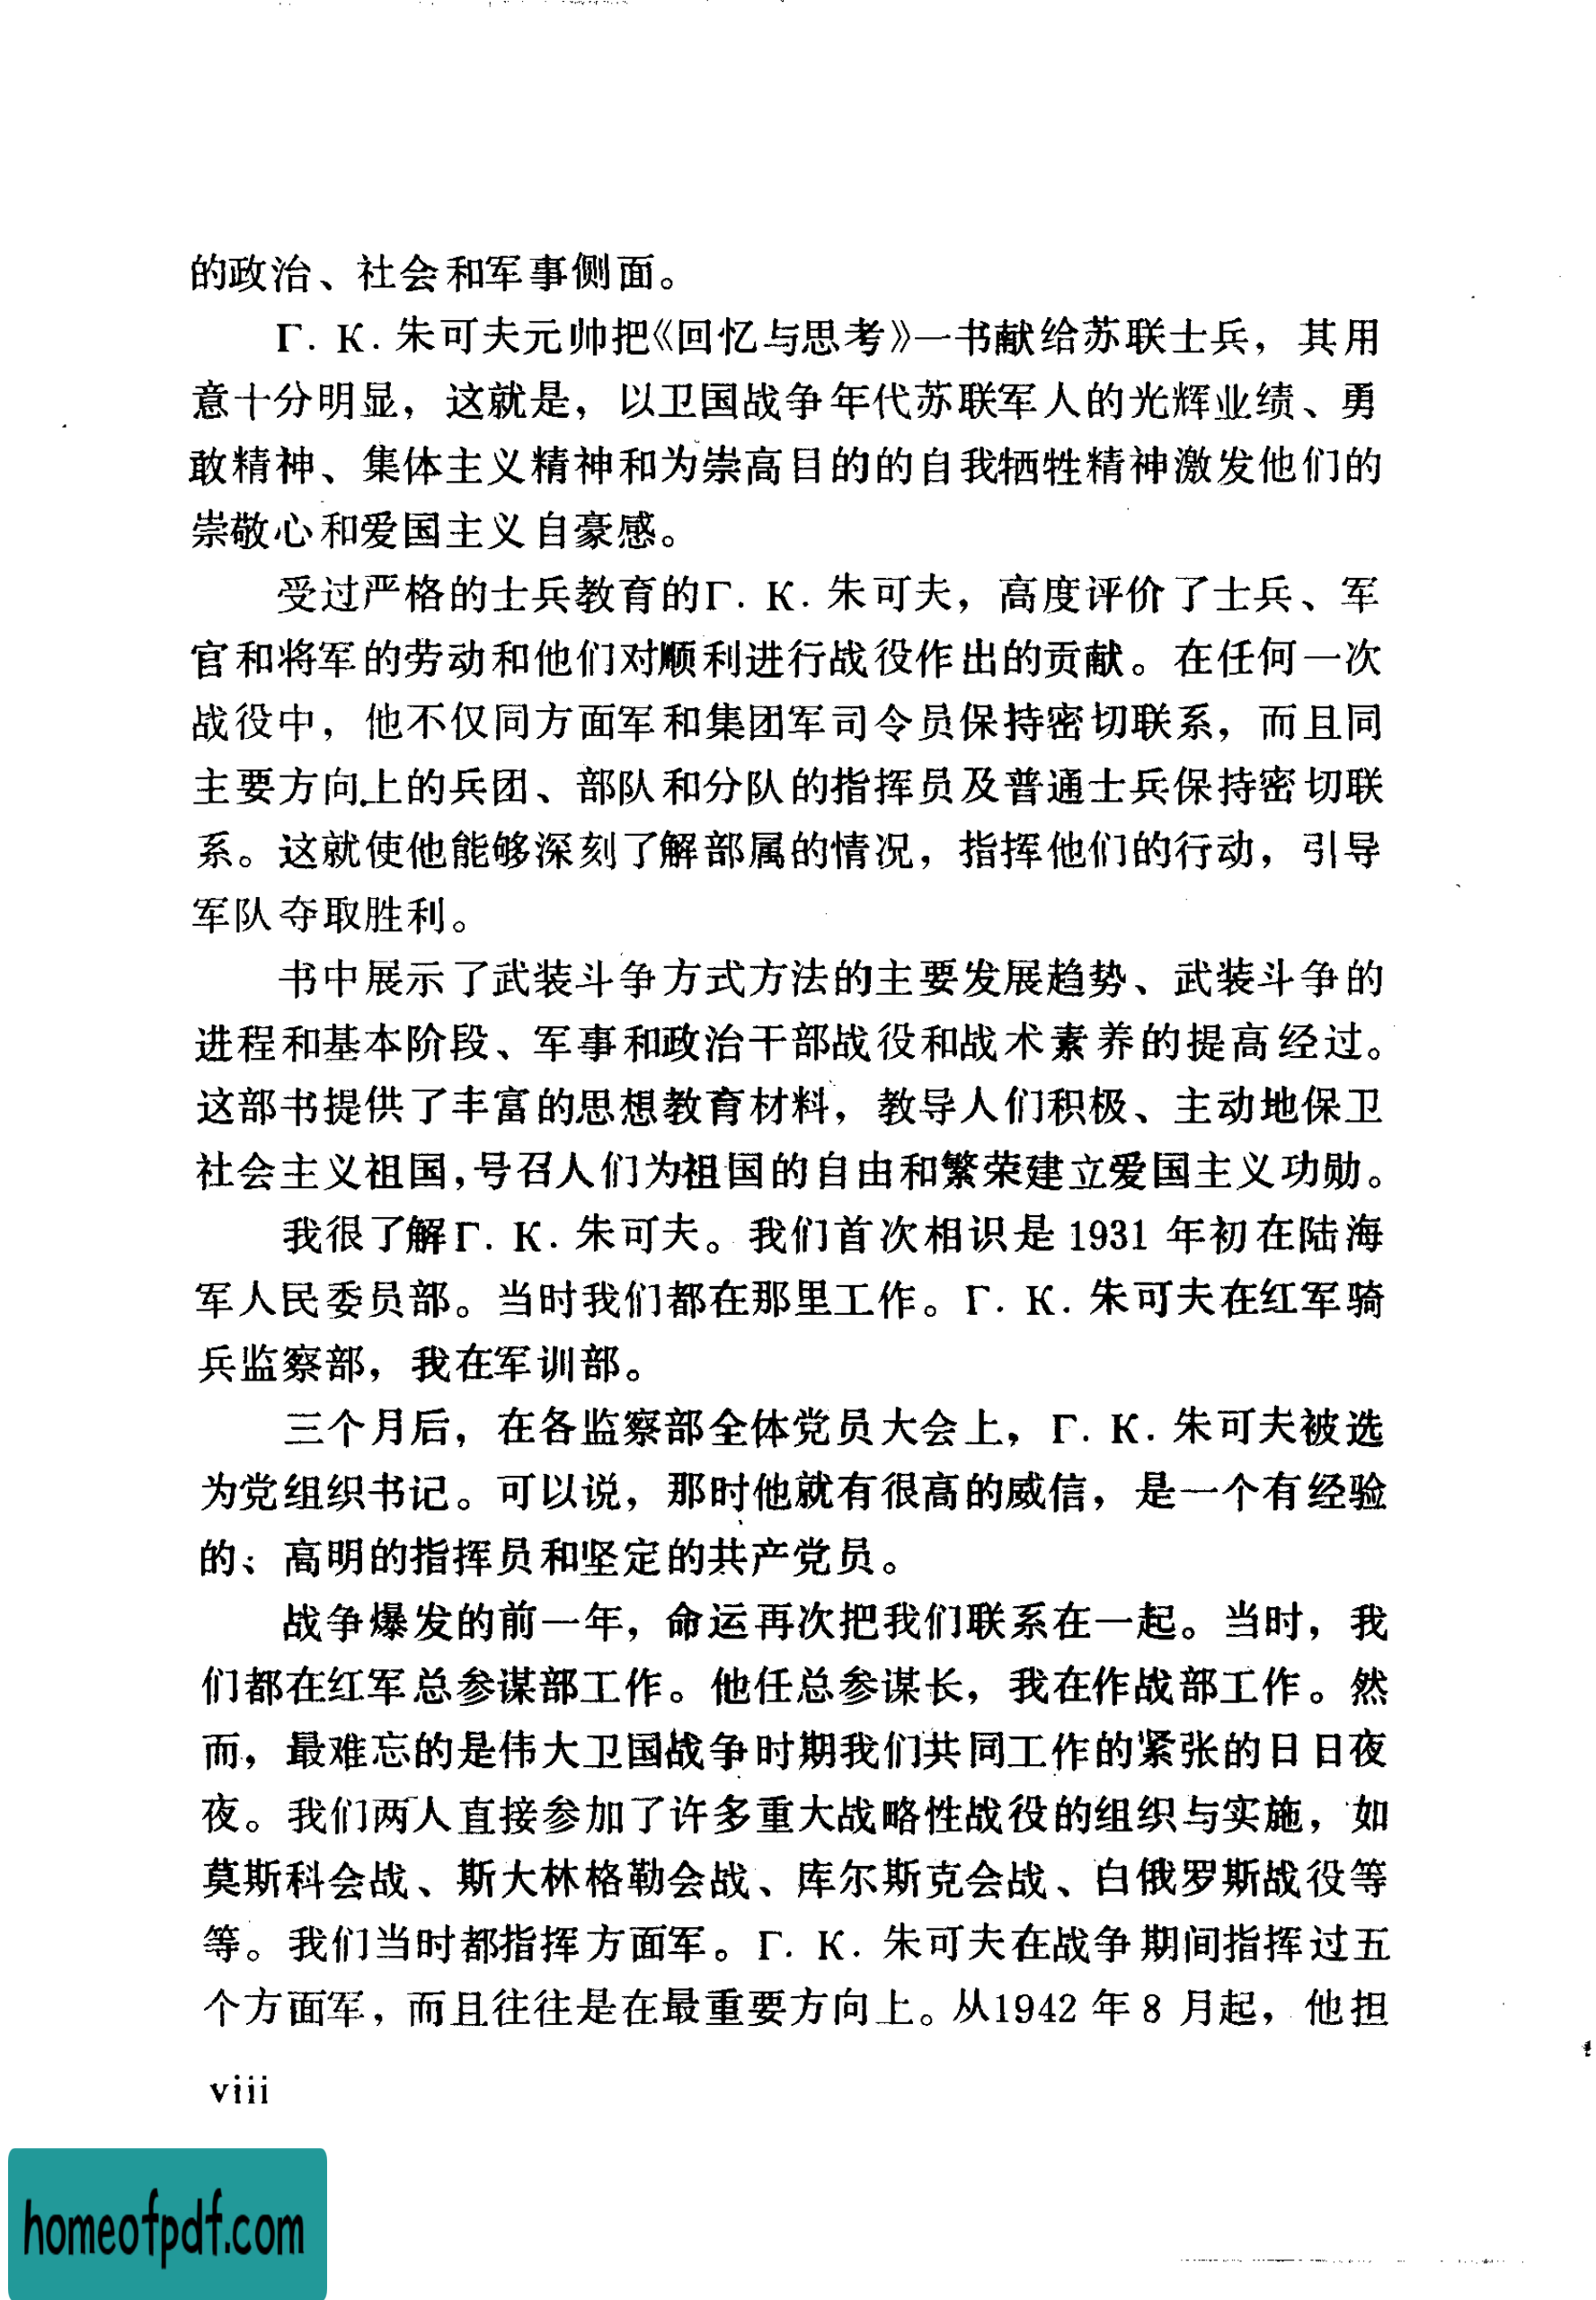 的政治、社会和军事侧面。
Г. К. 朱可夫元帅把《回忆与思考》一书献给苏联士兵，其用
意十分明显，这就是，以卫国战争年代苏联军人的光辉业绩、勇
敢精神、集体主义精神和为崇高目的的自我牺牲精神激发他们的
崇敬心和爱国主义自豪感。
受过严格的士兵教育的Г. К. 朱可夫，高度评价了士兵、军
官和将军的劳动和他们对顺利进行战役作出的贡献。在任何一次
战役中，他不仅同方面军和集团军司令员保持密切联系，而且同
主要方向上的兵团、部队和分队的指挥员及普通士兵保持密切联
系。这就使他能够深刻了解部属的情况，指挥他们的行动，引导
军队夺取胜利。
书中展示了武装斗争方式方法的主要发展趋势、武装斗争的
进程和基本阶段、军事和政治干部战役和战术素养的提高经过。
这部书提供了丰富的思想教育材料，教导人们积极、主动地保卫
社会主义祖国，号召人们为祖国的自由和繁荣建立爱国主义功勋。
我很了解Г. К. 朱可夫。我们首次相识是1931年初在陆海
军人民委员部。当时我们都在那里工作。Г. К. 朱可夫在红军骑
兵监察部，我在军训部。
三个月后，在各监察部全体党员大会上，Г. К. 朱可夫被选
为党组织书记。可以说，那时他就有很高的威信，是一个有经验
的、高明的指挥员和坚定的共产党员。
战争爆发的前一年，命运再次把我们联系在一起。当时，我
们都在红军总参谋部工作。他任总参谋长，我在作战部工作。然
而，最难忘的是伟大卫国战争时期我们共同工作的紧张的日日夜
夜。我们两人直接参加了许多重大战略性战役的组织与实施，如
莫斯科会战、斯大林格勒会战、库尔斯克会战、白俄罗斯战役等
等。我们当时都指挥方面军。Г. К. 朱可夫在战争期间指挥过五
个方面军，而且往往是在最重要方向上。从1942年8月起，他担
viii
homeofpdf.com